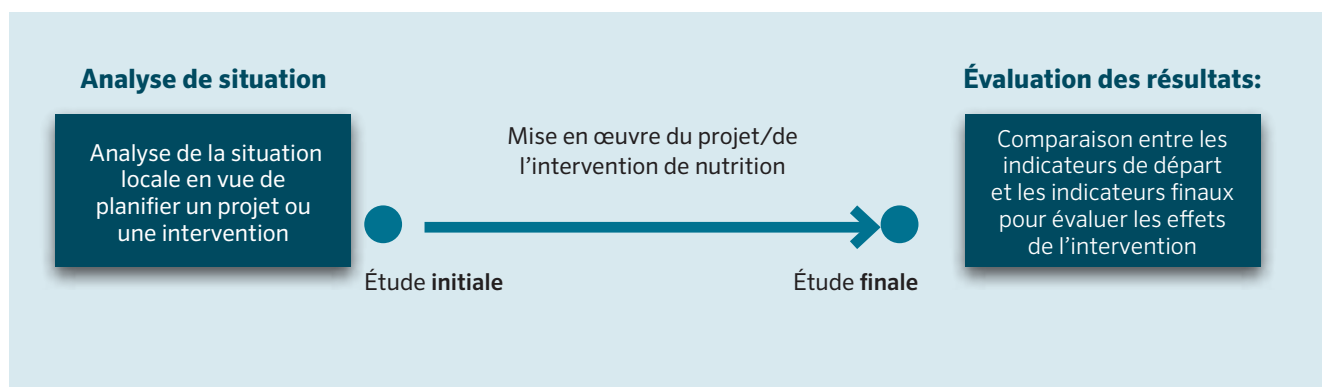 Analyse de situation
Analyse de la situation
locale en vue de
planifier un projet ou
une intervention
Mise en œuvre du projet/de
l’intervention de nutrition
Étude initiale
Étude finale
Évaluation des résultats:
Comparaison entre les
indicateurs de départ
et les indicateurs finaux
pour évaluer les effets
de l’intervention